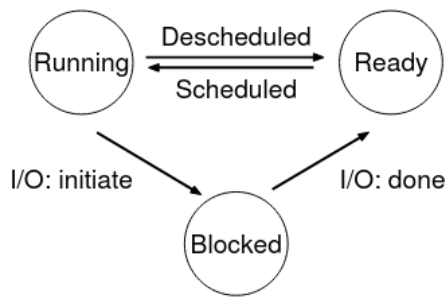 Descheduled
Running
Ready
Scheduled
I/O: initiate
I/O: done
Blocked